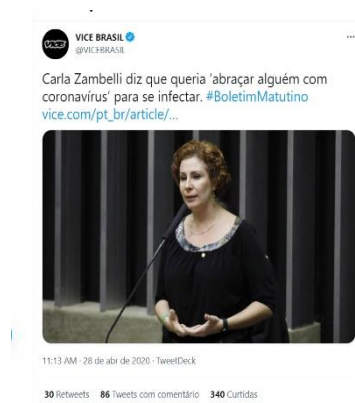 VICE
VICE BRASIL
@VICEBRASIL
Carla Zambelli diz que queria ‘abraçar alguém com
coronavírus’ para se infectar. #BoletimMatutino
vice.com/pt_br/article/...
11:13 AM · 28 de abr de 2020 · TweetDeck
30 Retweets 86 Tweets com comentário 340 Curtidas